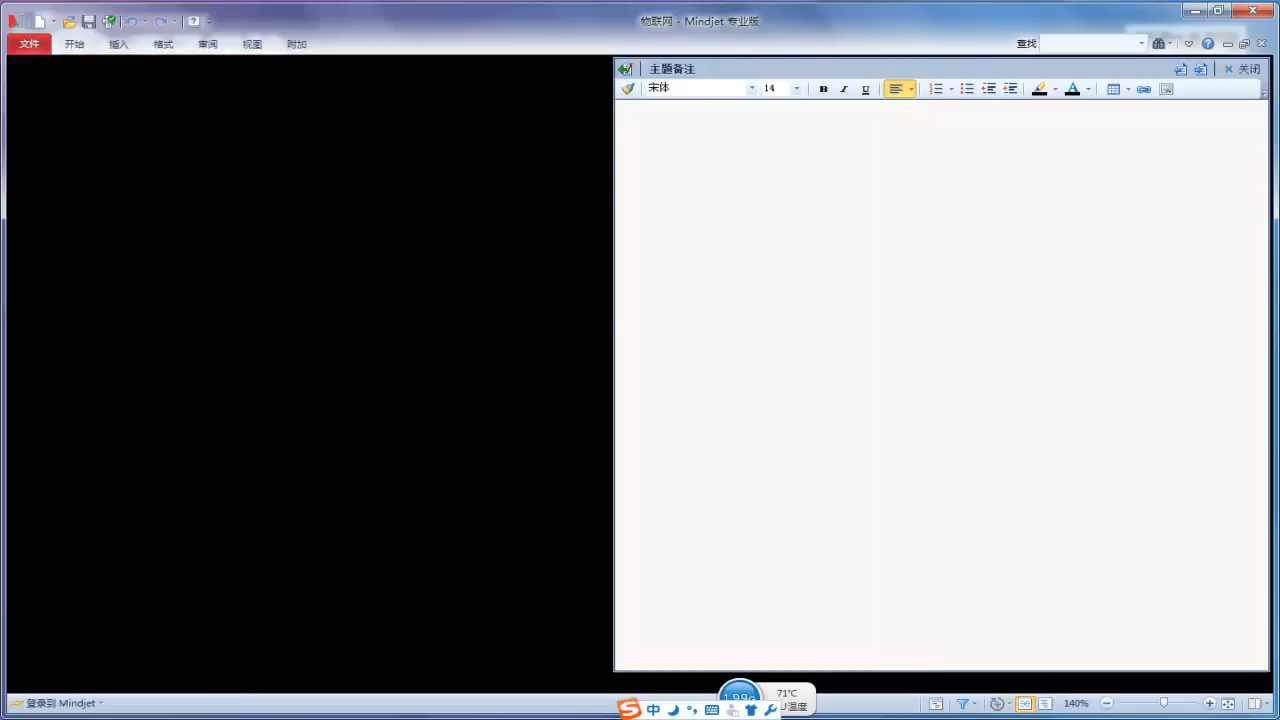 物联网 - Mindjet 专业版
文件 开始 插入 格式 审阅 视图 附加 查找
主题备注 关闭
宋体 14 B I U
登录到 Mindjet
140%
71℃
中